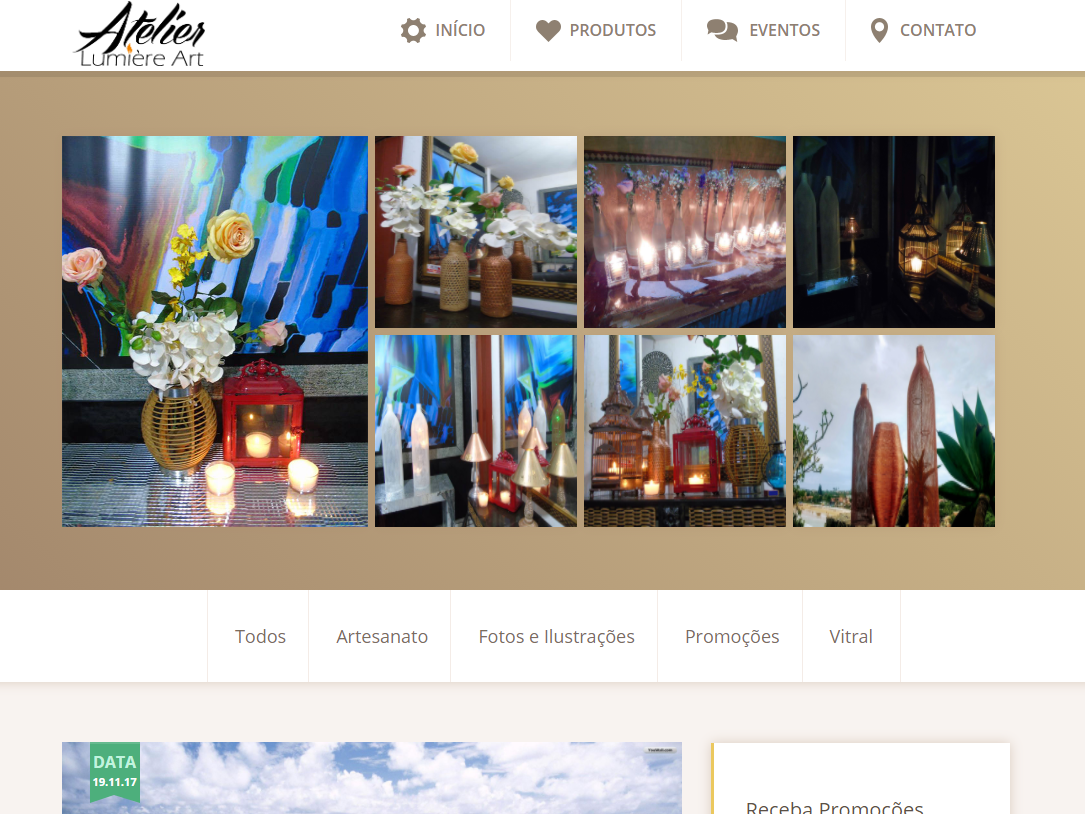 Atelier
Lumière Art
INÍCIO
PRODUTOS
EVENTOS
CONTATO
Todos
Artesanato
Fotos e Ilustrações
Promoções
Vitral
DATA
19.11.17
Receba Promoções